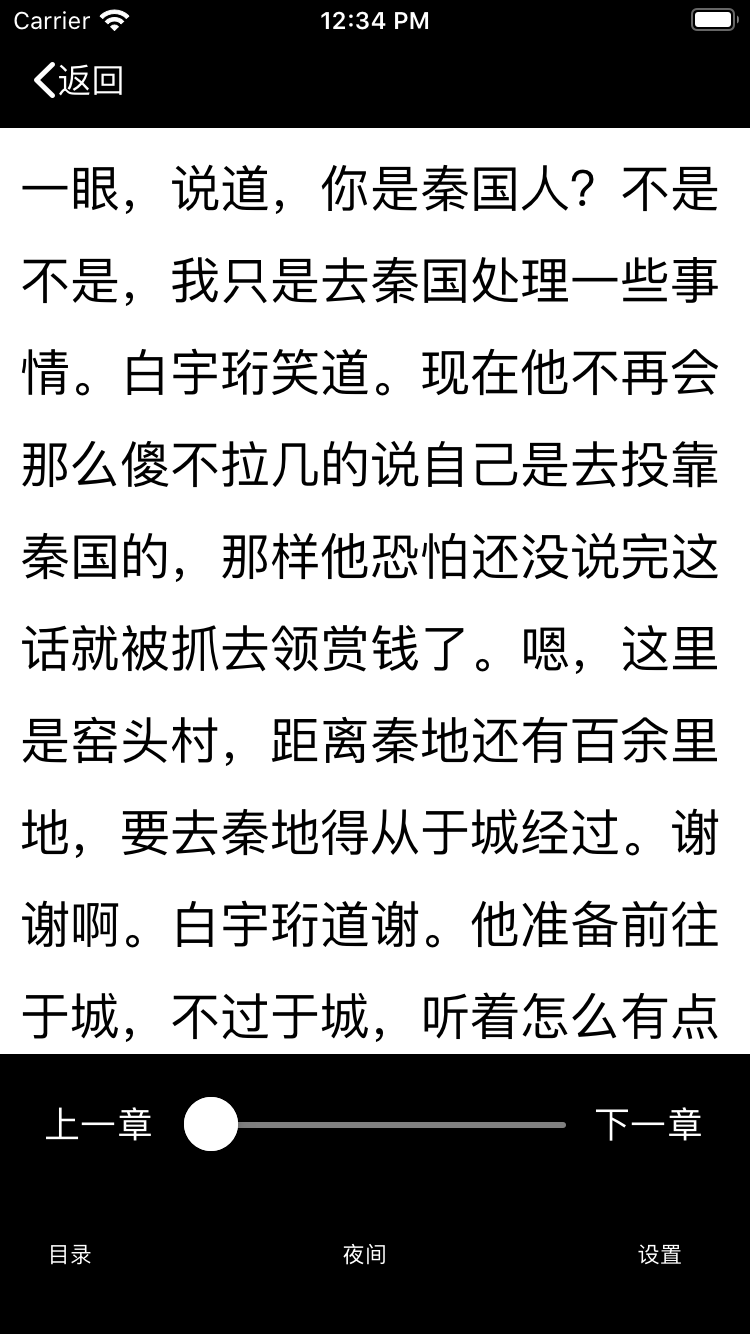 Carrier 12:34 PM
返回
一眼，说道，你是秦国人？不是
不是，我只是去秦国处理一些事
情。白宇珩笑道。现在他不再会
那么傻不拉几的说自己是去投靠
秦国的，那样他恐怕还没说完这
话就被抓去领赏钱了。嗯，这里
是窑头村，距离秦地还有百余里
地，要去秦地得从于城经过。谢
谢啊。白宇珩道谢。他准备前往
于城，不过于城，听着怎么有点
上一章 下一章
目录 夜间 设置